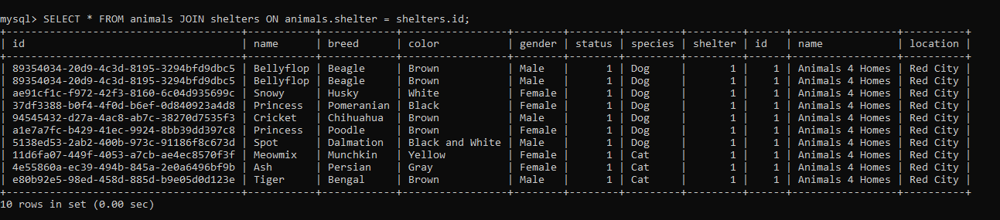 mysql> SELECT * FROM animals JOIN shelters ON animals.shelter = shelters.id;
+--------------------------------------+----------+------------+-----------------+--------+--------+---------+---------+----+-----------------+----------+
| id | name | breed | color | gender | status | species | shelter | id | name | location |
+--------------------------------------+----------+------------+-----------------+--------+--------+---------+---------+----+-----------------+----------+
| 89354034-20d9-4c3d-8195-3294bfd9dbc5 | Bellyflop | Beagle | Brown | Male | 1 | Dog | 1 | 1 | Animals 4 Homes | Red City |
| 89354034-20d9-4c3d-8195-3294bfd9dbc5 | Bellyflop | Beagle | Brown | Male | 1 | Dog | 1 | 1 | Animals 4 Homes | Red City |
| ae91cf1c-f972-42f3-8160-6c04d935699c | Snowy | Husky | White | Female | 1 | Dog | 1 | 1 | Animals 4 Homes | Red City |
| 37df3388-b0f4-4f0d-b6ef-0d840923a4d8 | Princess | Pomeranian | Black | Female | 1 | Dog | 1 | 1 | Animals 4 Homes | Red City |
| 94545432-d27a-4ac8-ab7c-38270d7535f3 | Cricket | Chihuahua | Brown | Male | 1 | Dog | 1 | 1 | Animals 4 Homes | Red City |
| a1e7a7fc-b429-41ec-9924-8bb39dd397c8 | Princess | Poodle | Brown | Female | 1 | Dog | 1 | 1 | Animals 4 Homes | Red City |
| 5138ed53-2ab2-400b-973c-91186f8c673d | Spot | Dalmation | Black and White | Male | 1 | Dog | 1 | 1 | Animals 4 Homes | Red City |
| 11d6fa07-449f-4053-a7cb-ae4ec8570f3f | Meowmix | Munchkin | Yellow | Female | 1 | Cat | 1 | 1 | Animals 4 Homes | Red City |
| 4e55860a-ec39-494b-845a-2e0a6496bf9b | Ash | Persian | Gray | Female | 1 | Cat | 1 | 1 | Animals 4 Homes | Red City |
| e80b92e5-98ed-458d-885d-b9e05d0d123e | Tiger | Bengal | Brown | Male | 1 | Cat | 1 | 1 | Animals 4 Homes | Red City |
+--------------------------------------+----------+------------+-----------------+--------+--------+---------+---------+----+-----------------+----------+
10 rows in set (0.00 sec)